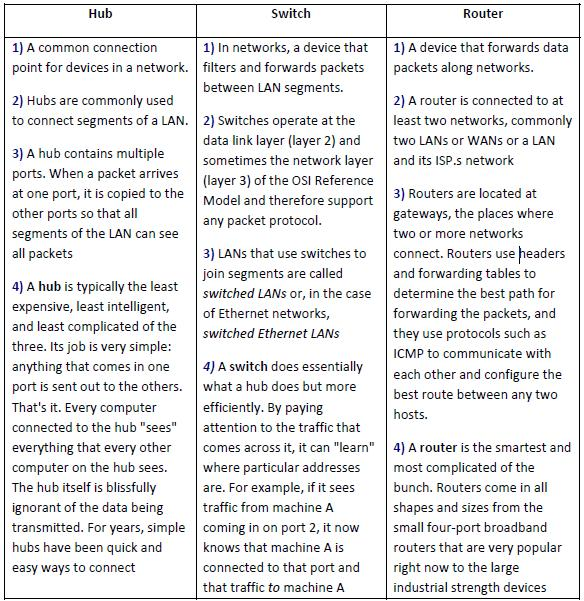 Hub
1) A common connection
point for devices in a network.
2) Hubs are commonly used
to connect segments of a LAN.
3) A hub contains multiple
ports. When a packet arrives
at one port, it is copied to the
other ports so that all
segments of the LAN can see
all packets
4) A hub is typically the least
expensive, least intelligent,
and least complicated of the
three. Its job is very simple:
anything that comes in one
port is sent out to the others.
That's it. Every computer
connected to the hub "sees"
everything that every other
computer on the hub sees.
The hub itself is blissfully
ignorant of the data being
transmitted. For years, simple
hubs have been quick and
easy ways to connect
Switch
1) In networks, a device that
filters and forwards packets
between LAN segments.
2) Switches operate at the
data link layer (layer 2) and
sometimes the network layer
(layer 3) of the OSI Reference
Model and therefore support
any packet protocol.
3) LANs that use switches to
join segments are called
switched LANs or, in the case
of Ethernet networks,
switched Ethernet LANs
4) A switch does essentially
what a hub does but more
efficiently. By paying
attention to the traffic that
comes across it, it can "learn"
where particular addresses
are. For example, if it sees
traffic from machine A
coming in on port 2, it now
knows that machine A is
connected to that port and
that traffic to machine A
Router
1) A device that forwards data
packets along networks.
2) A router is connected to at
least two networks, commonly
two LANs or WANs or a LAN
and its ISP.s network
3) Routers are located at
gateways, the places where
two or more networks
connect. Routers use headers
and forwarding tables to
determine the best path for
forwarding the packets, and
they use protocols such as
ICMP to communicate with
each other and configure the
best route between any two
hosts.
4) A router is the smartest and
most complicated of the
bunch. Routers come in all
shapes and sizes from the
small four-port broadband
routers that are very popular
right now to the large
industrial strength devices